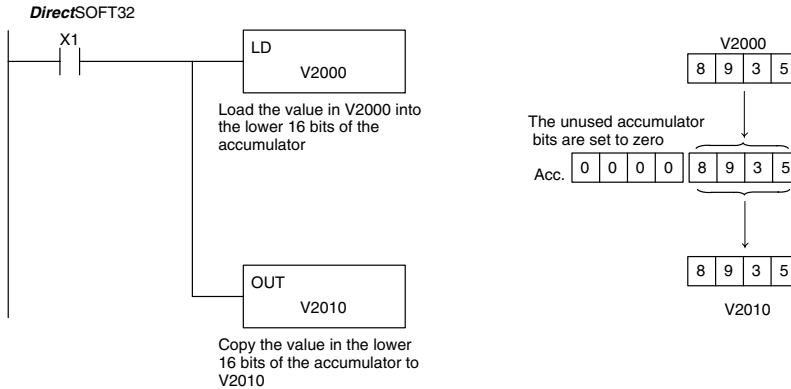 DirectSOFT32
X1
LD
V2000
Load the value in V2000 into
the lower 16 bits of the
accumulator
OUT
V2010
Copy the value in the lower
16 bits of the accumulator to
V2010
V2000
8 9 3 5
The unused accumulator
bits are set to zero
Acc. 0 0 0 0 8 9 3 5
8 9 3 5
V2010